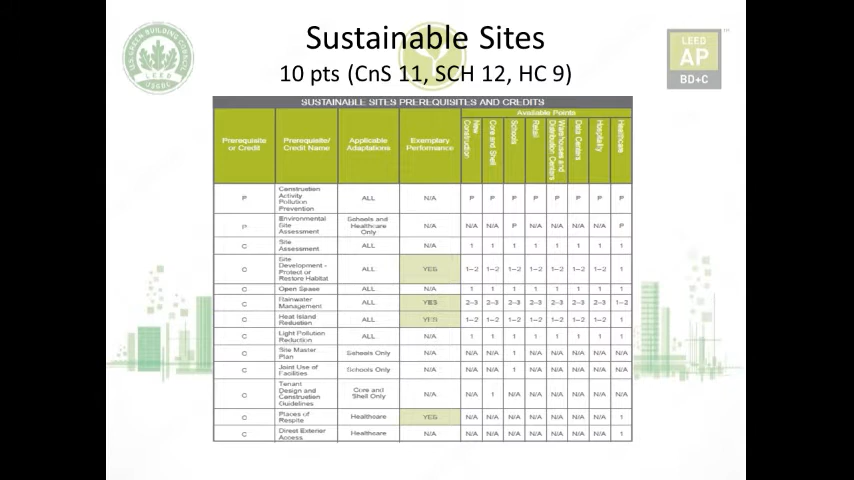 Sustainable Sites
10 pts (CnS 11, SCH 12, HC 9)
LEED
USGBC
LEED
AP
BD+C
SUSTAINABLE SITES PREREQUISITES AND CREDITS
Prerequisite or Credit Prerequisite/ Credit Name Applicable Adaptations Exemplary Performance Available Points
New Construction Core and Shell Schools Retail Warehouses and Distribution Centers Data Centers Hospitality Healthcare
P Construction Activity Pollution Prevention ALL N/A P P P P P P P P
P Environmental Site Assessment Schools and Healthcare Only N/A N/A N/A P N/A N/A N/A N/A P
C Site Assessment ALL N/A 1 1 1 1 1 1 1 1
C Site Development - Protect or Restore Habitat ALL YES 1–2 1–2 1–2 1–2 1–2 1–2 1–2 1
C Open Space ALL N/A 1 1 1 1 1 1 1 1
C Rainwater Management ALL YES 2–3 2–3 2–3 2–3 2–3 2–3 2–3 1–2
C Heat Island Reduction ALL YES 1–2 1–2 1–2 1–2 1–2 1–2 1–2 1
C Light Pollution Reduction ALL N/A 1 1 1 1 1 1 1 1
C Site Master Plan Schools Only N/A N/A N/A 1 N/A N/A N/A N/A N/A
C Joint Use of Facilities Schools Only N/A N/A N/A 1 N/A N/A N/A N/A N/A
C Tenant Design and Construction Guidelines Core and Shell Only N/A N/A 1 N/A N/A N/A N/A N/A N/A
C Places of Respite Healthcare YES N/A N/A N/A N/A N/A N/A N/A 1
C Direct Exterior Access Healthcare N/A N/A N/A N/A N/A N/A N/A N/A 1